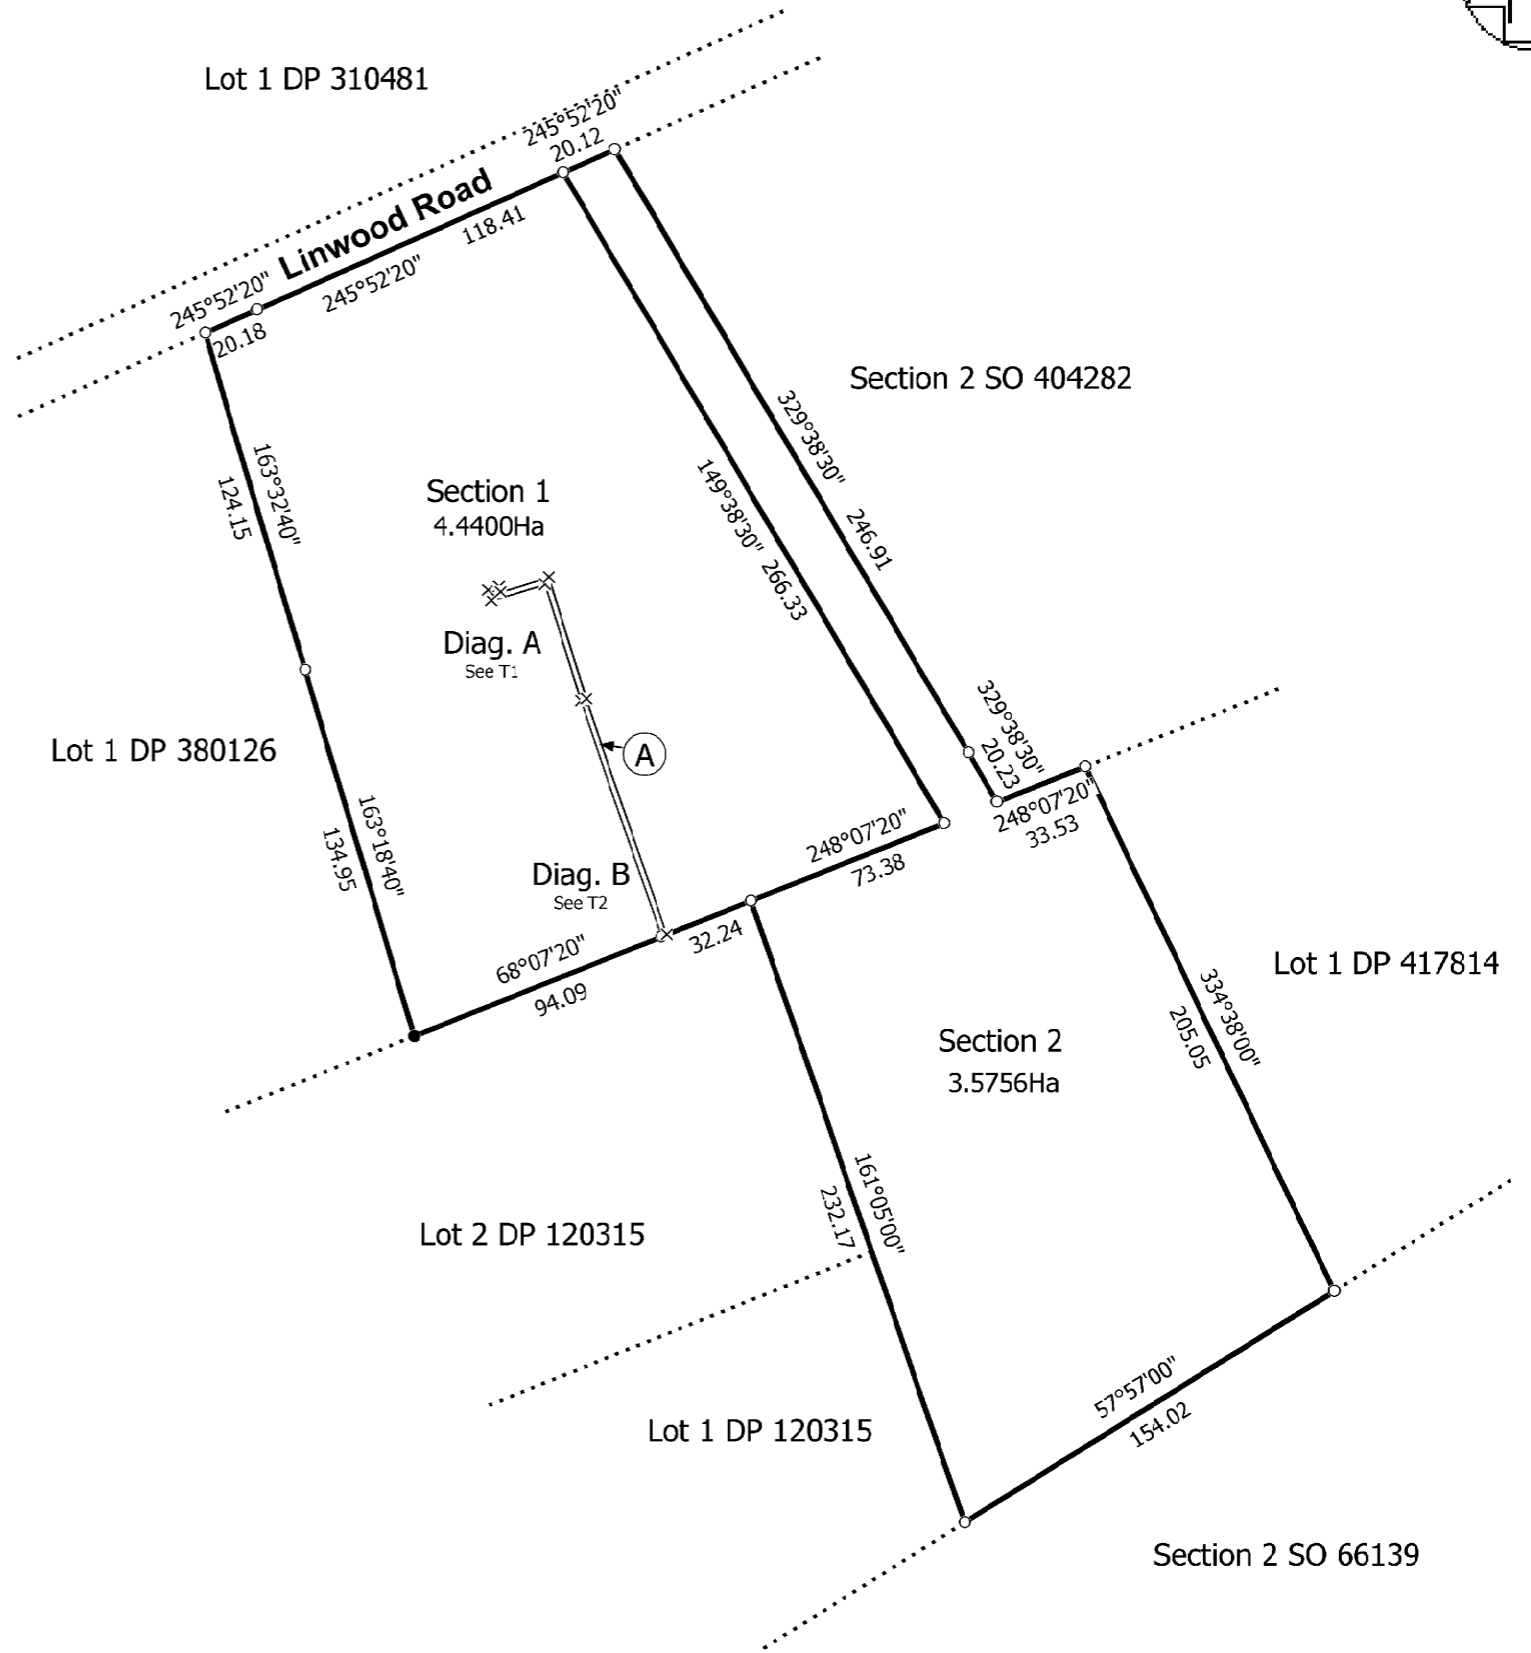 Lot 1 DP 310481
245°52'20"
20.12
Linwood Road
118.41
245°52'20"
245°52'20"
20.18
Section 2 SO 404282
329°38'30"
246.91
163°32'40"
124.15
Section 1
4.4400Ha
149°38'30"
266.33
Diag. A
See T1
329°38'30"
20.23
Lot 1 DP 380126
A
248°07'20"
33.53
163°18'40"
134.95
248°07'20"
73.38
Diag. B
See T2
32.24
68°07'20"
94.09
Lot 1 DP 417814
334°38'00"
205.05
Section 2
3.5756Ha
161°05'00"
232.17
Lot 2 DP 120315
57°57'00"
154.02
Lot 1 DP 120315
Section 2 SO 66139